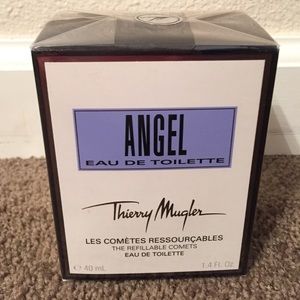 ANGEL
EAU DE TOILETTE
Thierry Mugler
LES COMÈTES RESSOURÇABLES
THE REFILLABLE COMETS
EAU DE TOILETTE
℮ 40 mL 1.4 Fl. Oz